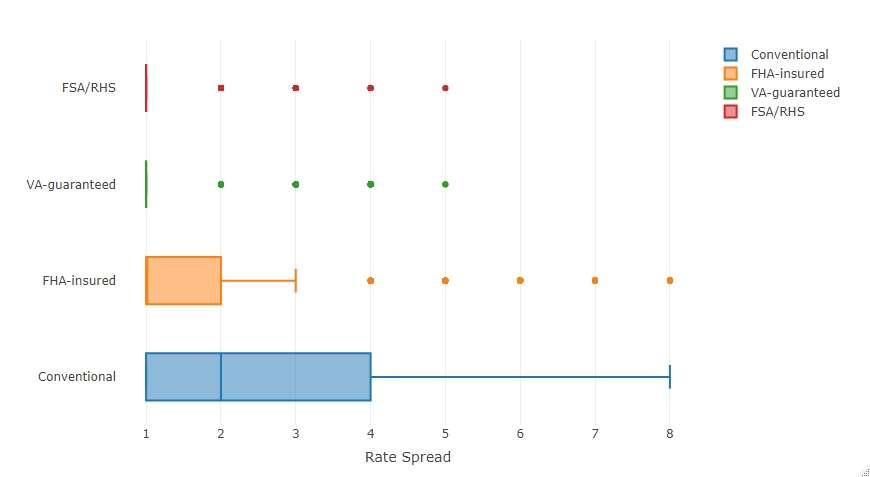 Conventional
FHA-insured
VA-guaranteed
FSA/RHS
FSA/RHS
VA-guaranteed
FHA-insured
Conventional
1 2 3 4 5 6 7 8
Rate Spread